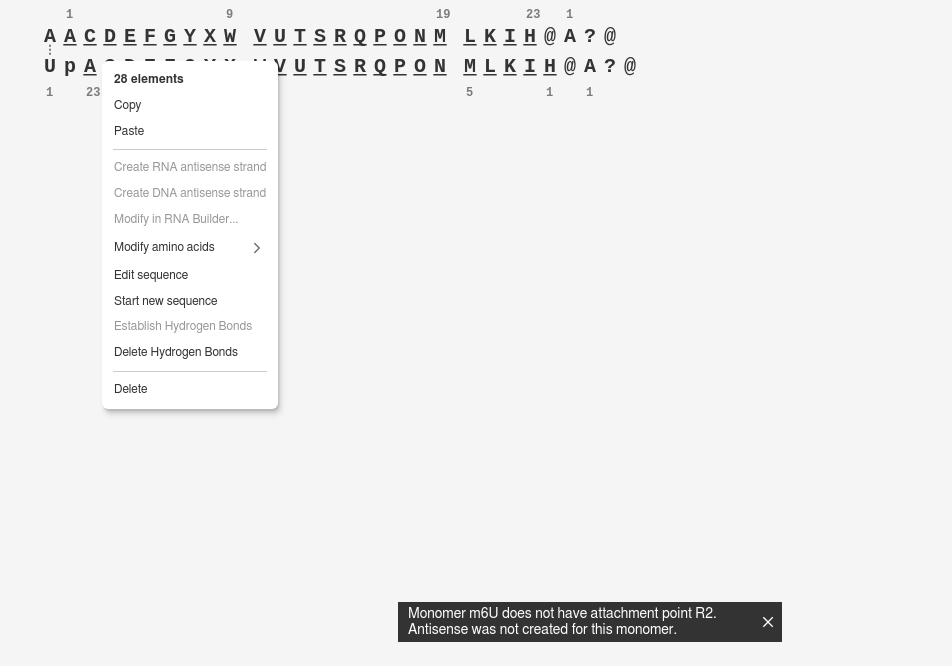 1 9 19 23 1
A A C D E F G Y X W V U T S R Q P O N M L K I H @ A ? @
U p A V U T S R Q P O N M L K I H @ A ? @
1 23 5 1 1
28 elements
Copy
Paste
Create RNA antisense strand
Create DNA antisense strand
Modify in RNA Builder...
Modify amino acids
Edit sequence
Start new sequence
Establish Hydrogen Bonds
Delete Hydrogen Bonds
Delete
Monomer m6U does not have attachment point R2.
Antisense was not created for this monomer.